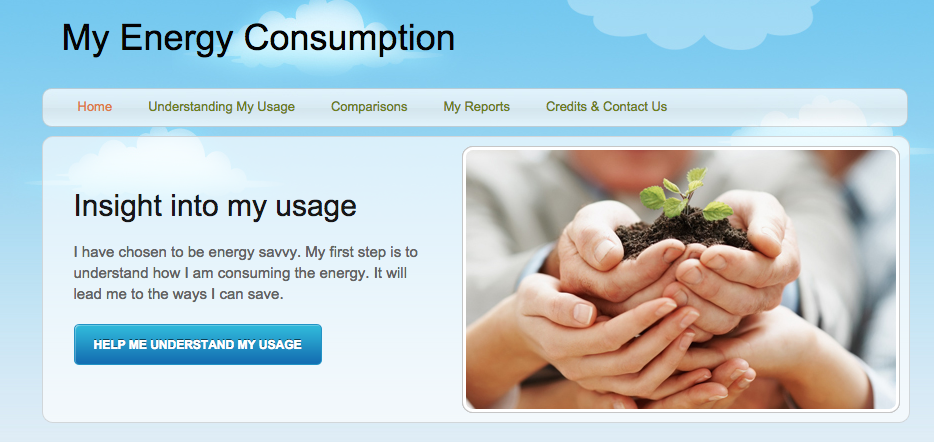 My Energy Consumption
Home Understanding My Usage Comparisons My Reports Credits & Contact Us
Insight into my usage
I have chosen to be energy savvy. My first step is to
understand how I am consuming the energy. It will
lead me to the ways I can save.
HELP ME UNDERSTAND MY USAGE